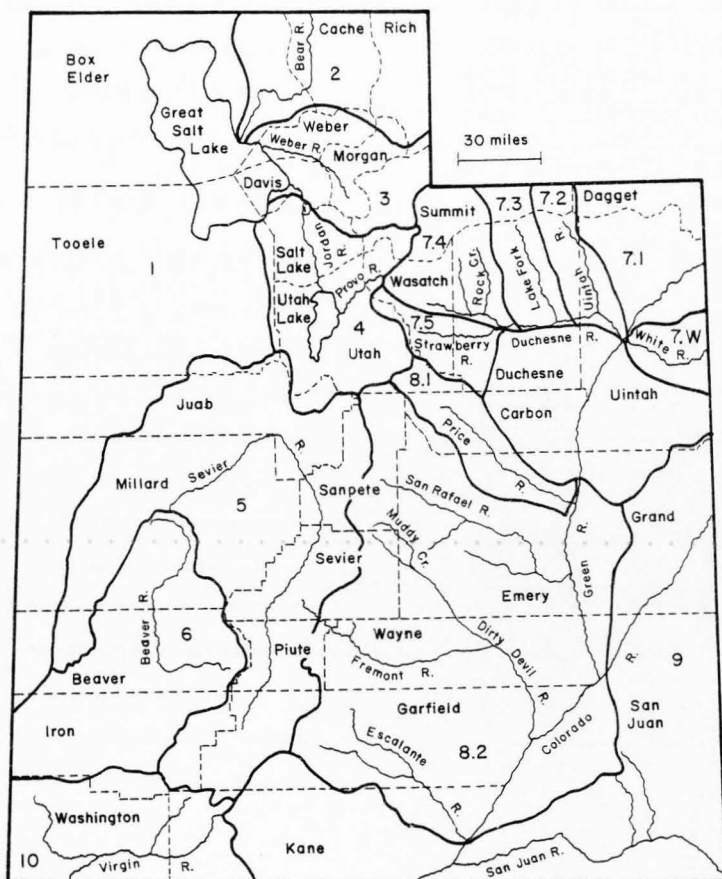 Box
Elder
Bear R.
Cache
Rich
2
Great
Salt
Lake
Weber
Weber R.
Morgan
30 miles
Davis
3
Summit
7.3
7.2
Dagget
Tooele
1
Salt
Lake
Jordan
R.
7.4
Rock Cr.
Lake Fork
Uintah
R.
7.1
Provo R.
Wasatch
Utah
Lake
4
Utah
7.5
Strawberry
R.
Duchesne
R.
White
R.
7.W
8.1
Duchesne
Juab
Carbon
Uintah
Price
R.
Millard
Sevier
R.
5
Sanpete
San Rafael R.
Muddy Cr.
Grand
Sevier
Emery
Green
R.
Beaver
R.
6
Piute
Wayne
Dirty Devil
R.
Fremont
R.
9
Beaver
Garfield
Colorado
R.
San
Juan
Iron
Escalante
R.
8.2
Washington
10
Virgin
R.
Kane
San Juan R.